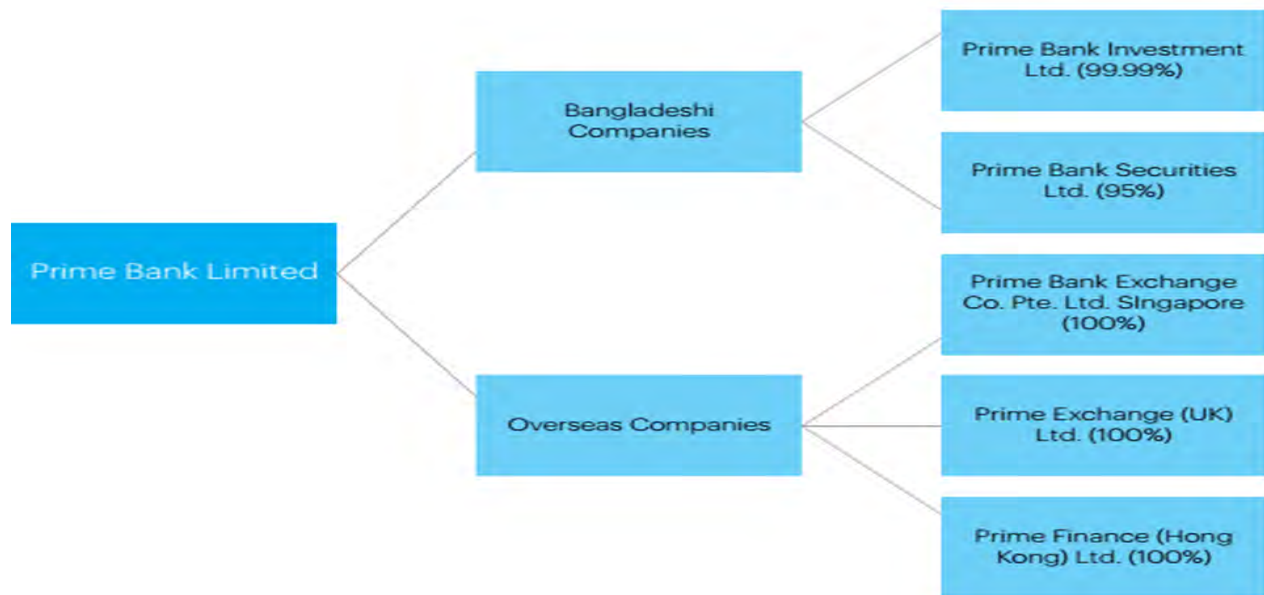 Prime Bank Limited
Bangladeshi
Companies
Overseas Companies
Prime Bank Investment
Ltd. (99.99%)
Prime Bank Securities
Ltd. (95%)
Prime Bank Exchange
Co. Pte. Ltd. SIngapore
(100%)
Prime Exchange (UK)
Ltd. (100%)
Prime Finance (Hong
Kong) Ltd. (100%)